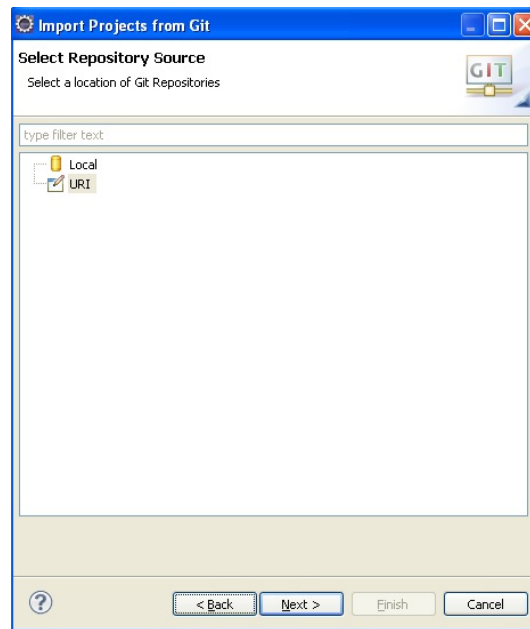 Import Projects from Git
Select Repository Source
Select a location of Git Repositories
GIT
type filter text
Local
URI
< Back Next > Finish Cancel